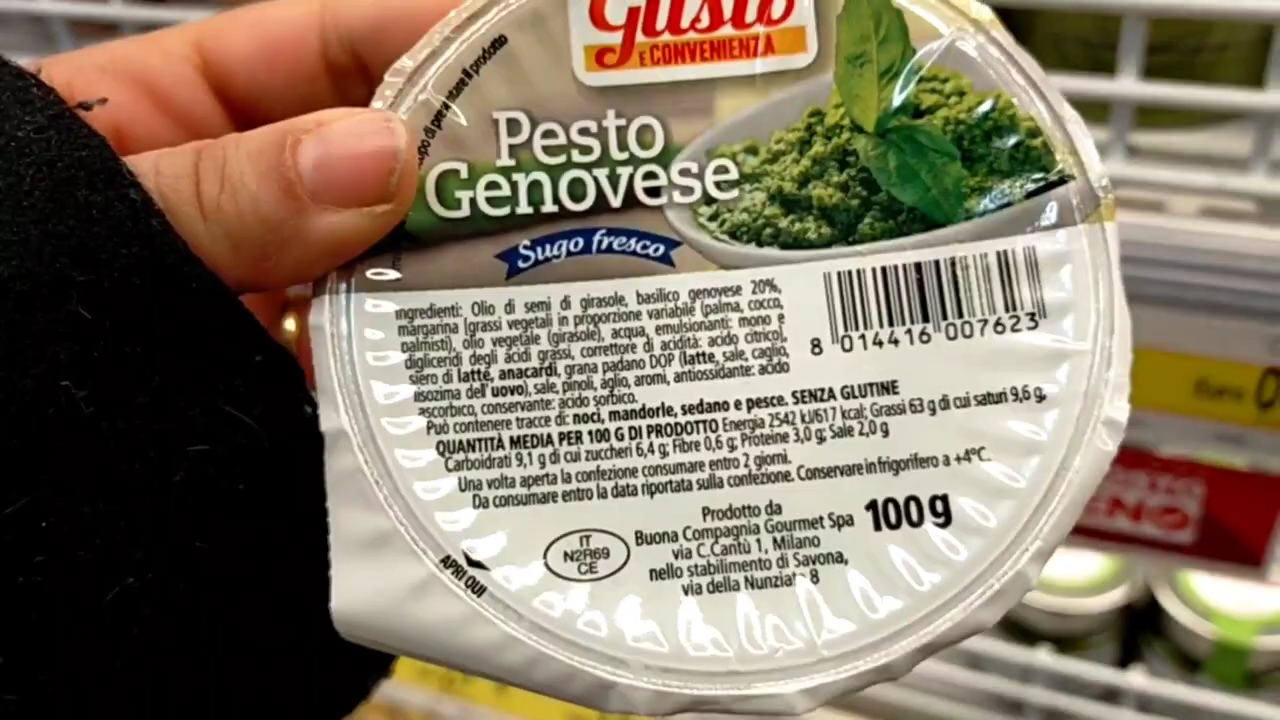 Gusto
E CONVENIENZA
di presentare il prodotto
Pesto
Genovese
Sugo fresco
Ingredienti: Olio di semi di girasole, basilico genovese 20%,
margarina [grassi vegetali in proporzione variabile (palma, cocco,
palmisti), olio vegetale (girasole), acqua, emulsionanti: mono e
digliceridi degli acidi grassi, correttore di acidità: acido citrico],
siero di latte, anacardi, grana padano DOP (latte, sale, caglio,
lisozima dell'uovo), sale, pinoli, aglio, aromi, antiossidante: acido
ascorbico, conservante: acido sorbico.
Può contenere tracce di: noci, mandorle, sedano e pesce. SENZA GLUTINE
QUANTITÀ MEDIA PER 100 G DI PRODOTTO Energia 2542 kJ/617 kcal; Grassi 63 g di cui saturi 9,6 g,
Carboidrati 9,1 g di cui zuccheri 6,4 g; Fibre 0,6 g; Proteine 3,0 g; Sale 2,0 g
Una volta aperta la confezione consumare entro 2 giorni.
Da consumare entro la data riportata sulla confezione. Conservare in frigorifero a +4°C.
8 014416 007623
Prodotto da
Buona Compagnia Gourmet Spa
via C.Cantù 1, Milano
nello stabilimento di Savona,
via della Nunziata 8
100 g
IT
N2R69
CE
APRI QUI